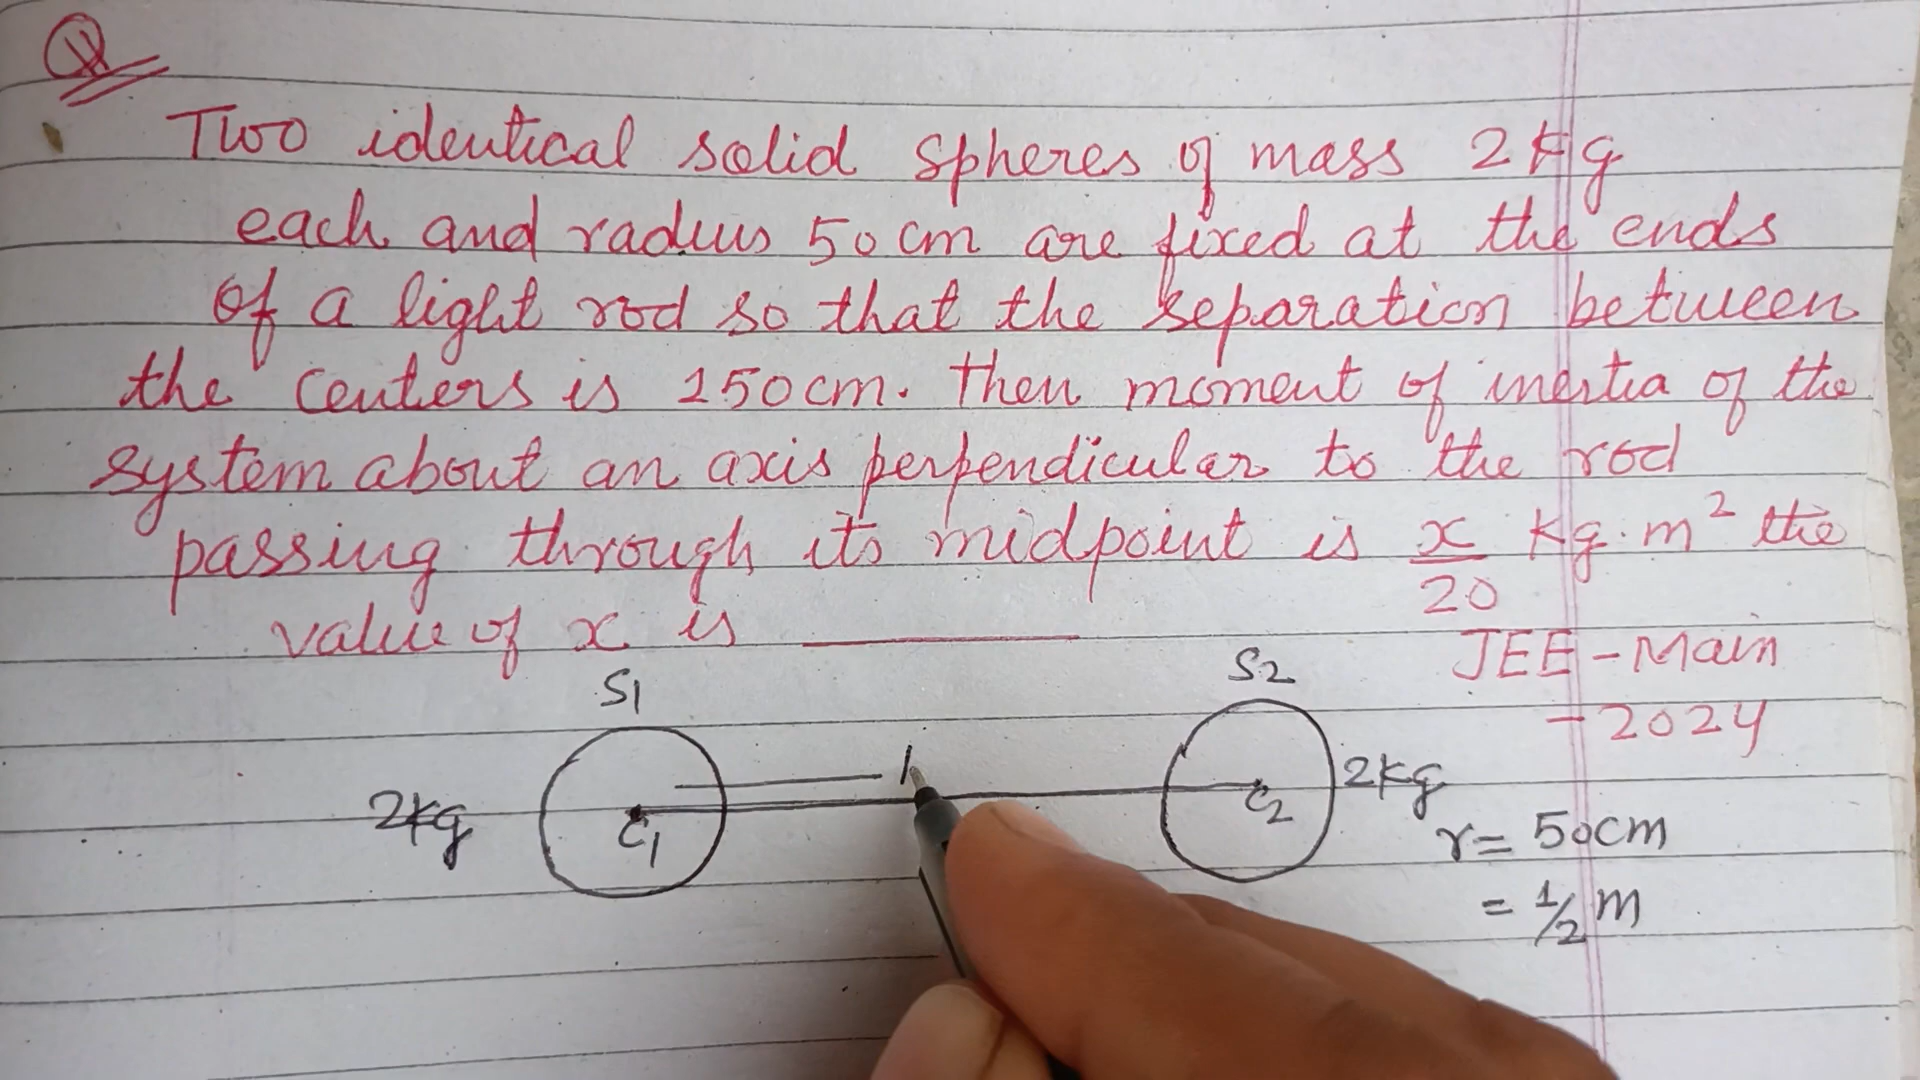 Q
Two identical solid spheres of mass 2kg
each and radius 50cm are fixed at the ends
of a light rod so that the separation between
the centers is 150cm. Then moment of inertia of the
system about an axis perpendicular to the rod
passing through its midpoint is x/20 kg.m² the
value of x is ________
JEE-Main
-2024
S1
S2
2kg
C1
1
C2
2kg
r = 50cm
= 1/2 m